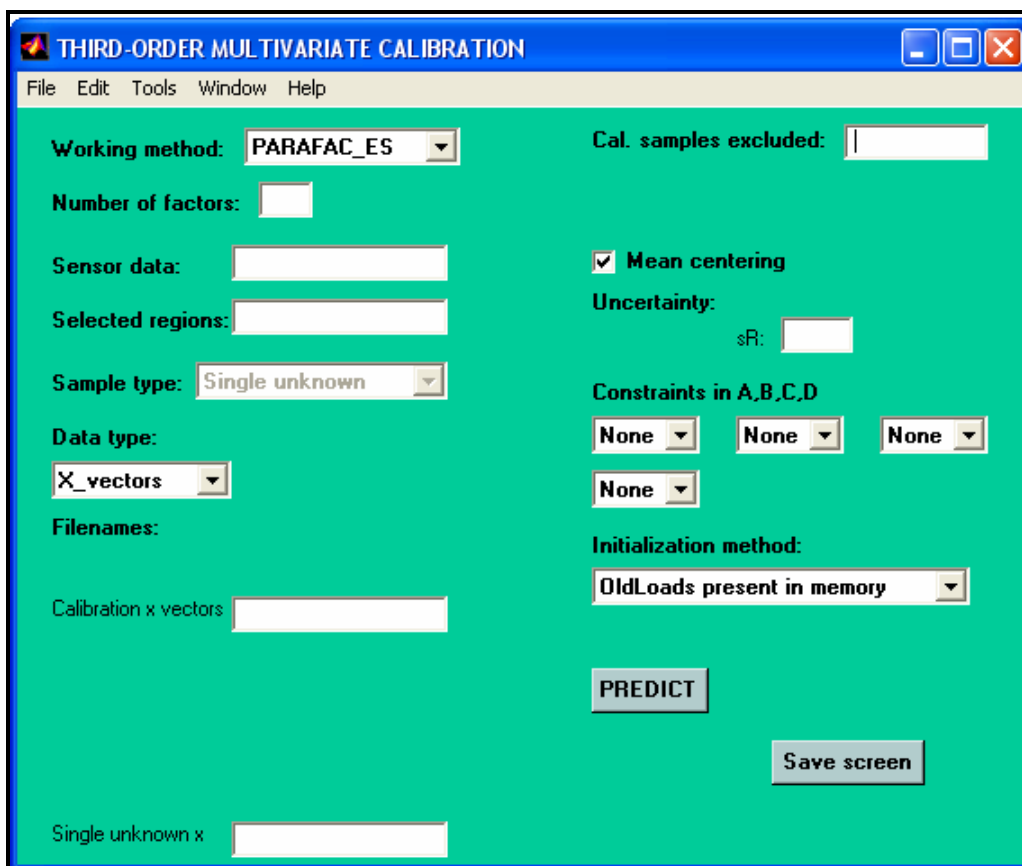 THIRD-ORDER MULTIVARIATE CALIBRATION
File Edit Tools Window Help
Working method: PARAFAC_ES
Number of factors:
Sensor data:
Selected regions:
Sample type: Single unknown
Data type:
X_vectors
Filenames:
Calibration x vectors
Single unknown x
Cal. samples excluded:
Mean centering
Uncertainty:
sR:
Constraints in A,B,C,D
None None None
None
Initialization method:
OldLoads present in memory
PREDICT
Save screen